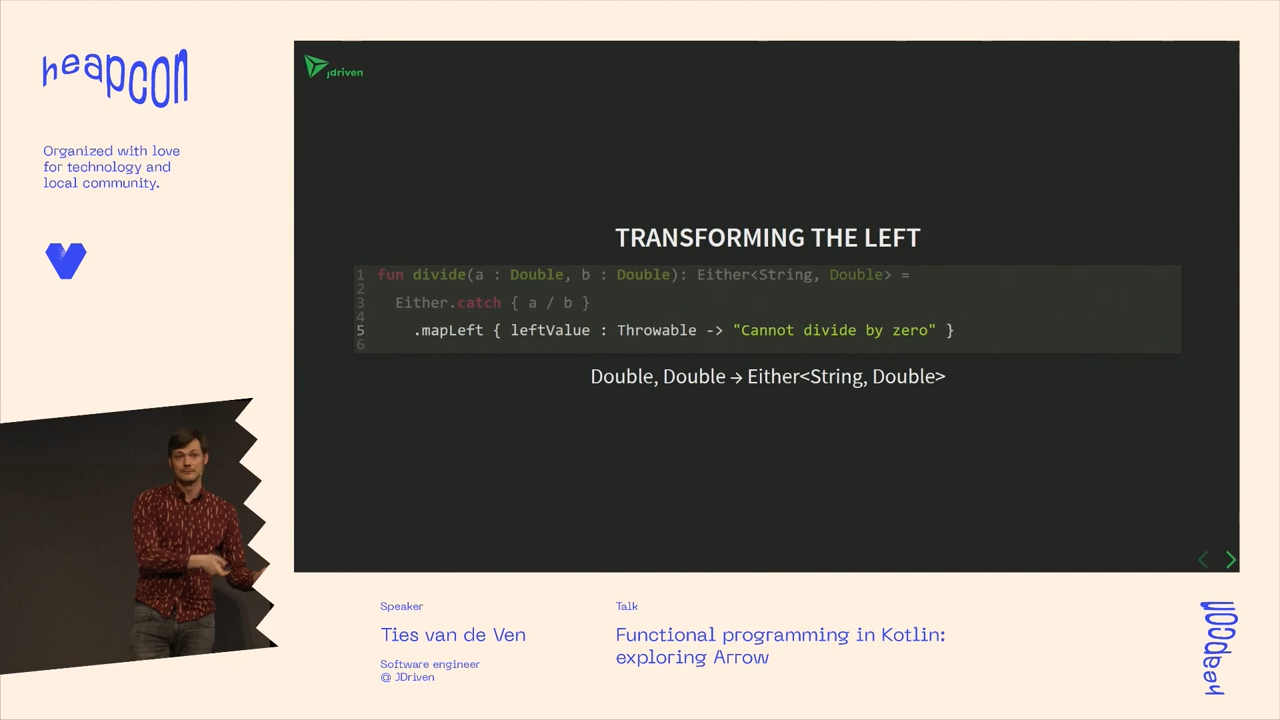 heapcon
Organized with love
for technology and
local community.
Jdriven
TRANSFORMING THE LEFT
1 fun divide(a : Double, b : Double): Either<String, Double> =
2
3 Either.catch { a / b }
4
5 .mapLeft { leftValue : Throwable -> "Cannot divide by zero" }
6
Double, Double → Either<String, Double>
Speaker
Ties van de Ven
Software engineer
@ JDriven
Talk
Functional programming in Kotlin:
exploring Arrow
heapcon